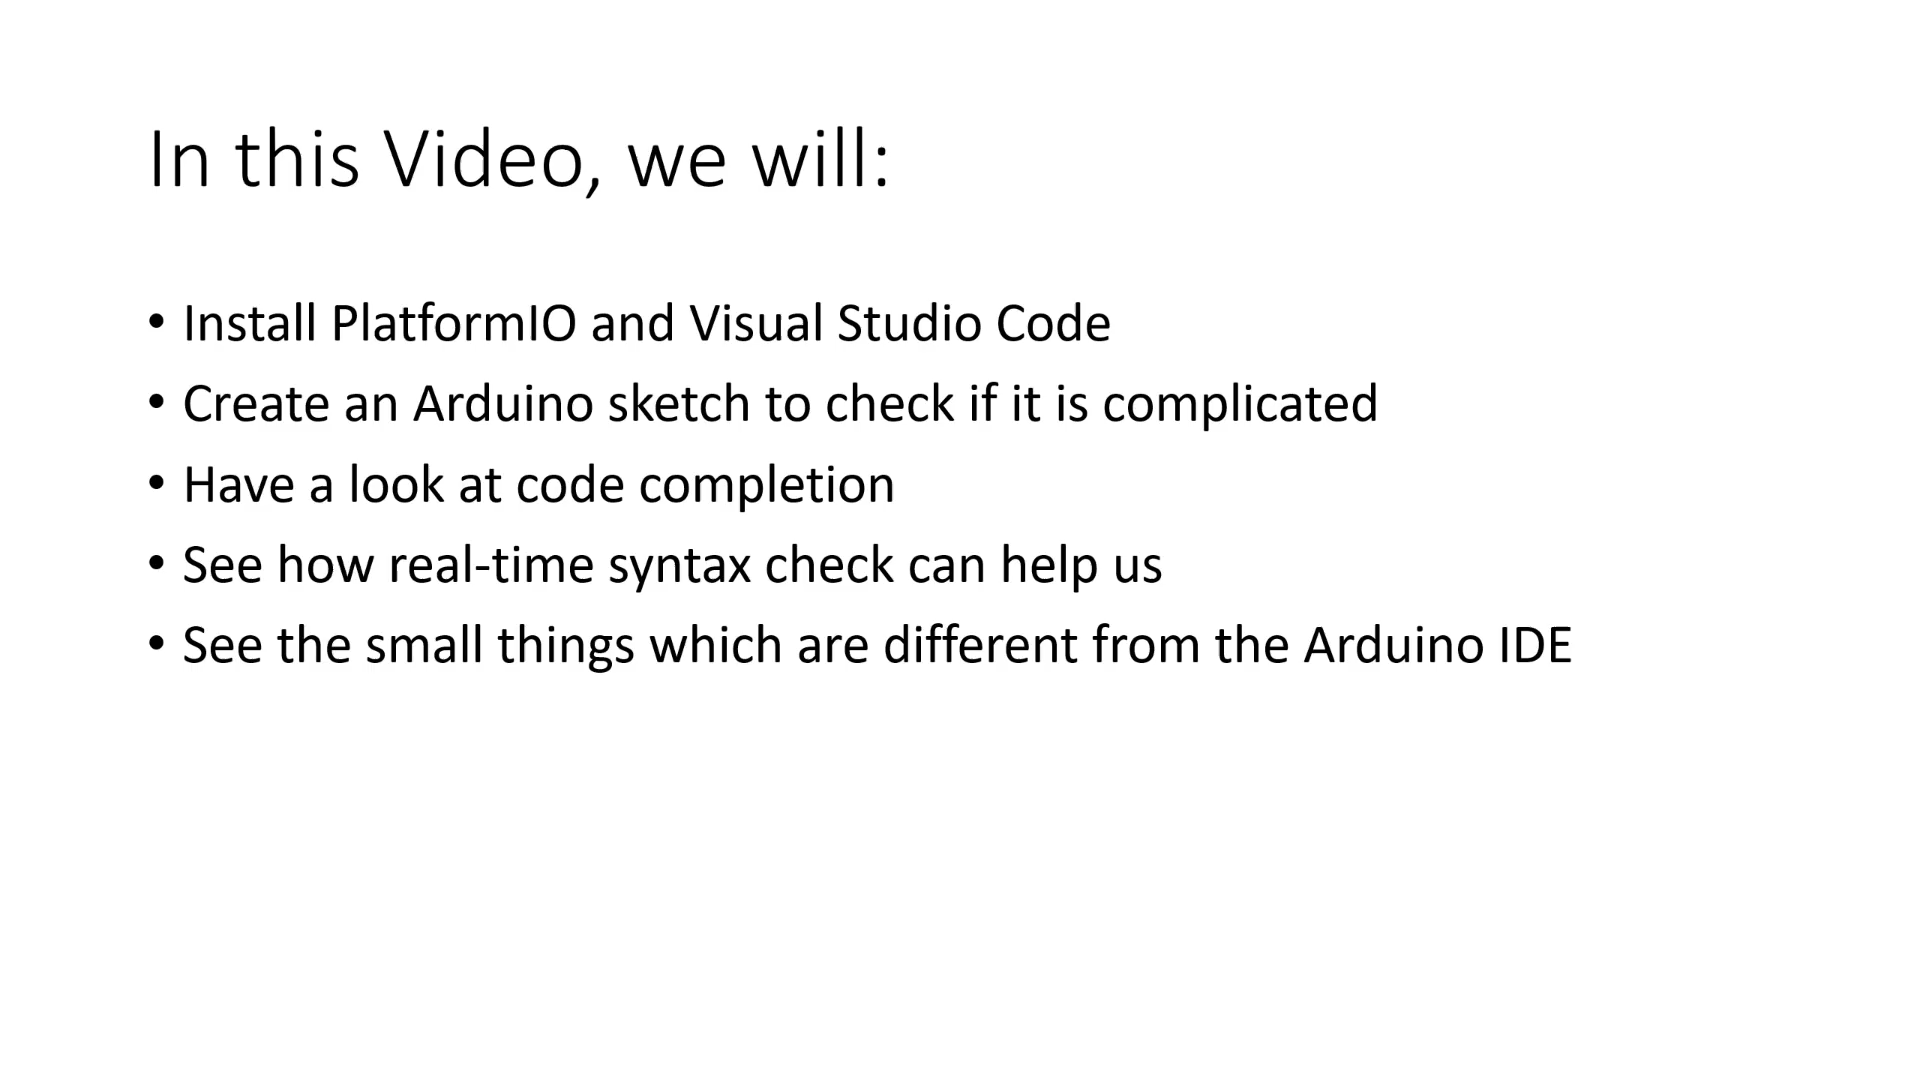 In this Video, we will:
• Install PlatformIO and Visual Studio Code
• Create an Arduino sketch to check if it is complicated
• Have a look at code completion
• See how real-time syntax check can help us
• See the small things which are different from the Arduino IDE